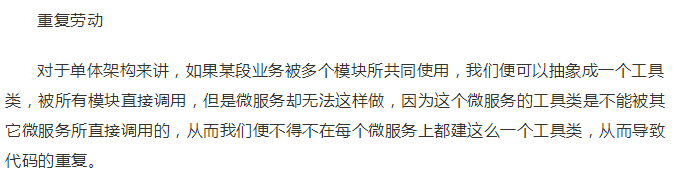 重复劳动
对于单体架构来讲，如果某段业务被多个模块所共同使用，我们便可以抽象成一个工具
类，被所有模块直接调用，但是微服务却无法这样做，因为这个微服务的工具类是不能被其
它微服务所直接调用的，从而我们便不得不在每个微服务上都建这么一个工具类，从而导致
代码的重复。